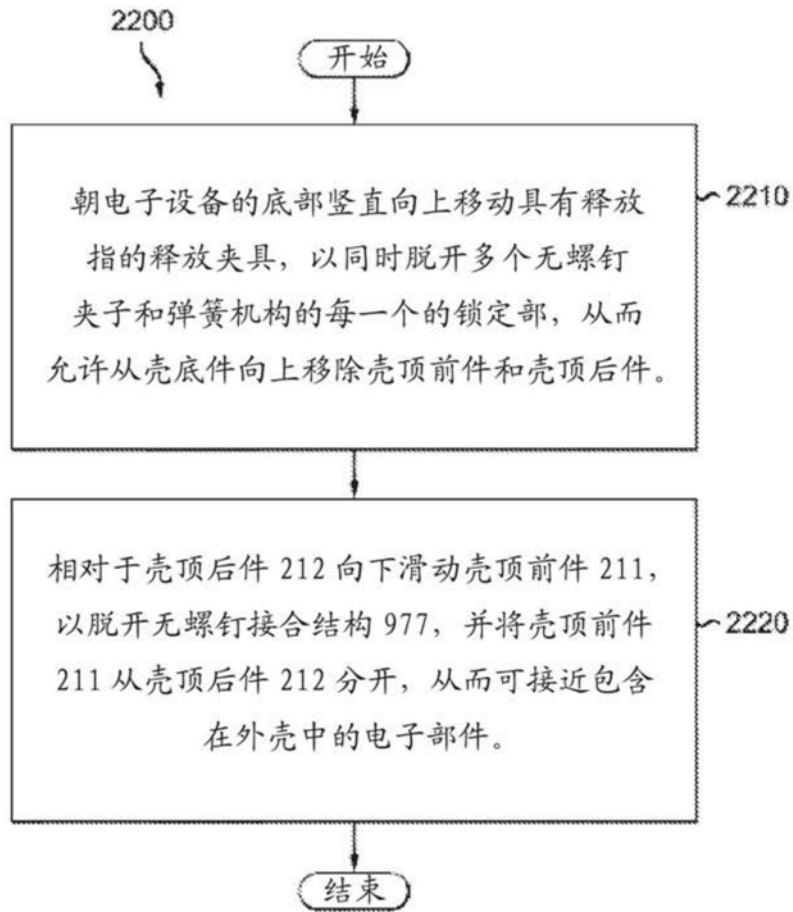 2200
开始
朝电子设备的底部竖直向上移动具有释放
指的释放夹具，以同时脱开多个无螺钉
夹子和弹簧机构的每一个的锁定部，从而
允许从壳底件向上移除壳顶前件和壳顶后件。
2210
相对于壳顶后件 212 向下滑动壳顶前件 211，
以脱开无螺钉接合结构 977，并将壳顶前件
211 从壳顶后件 212 分开，从而可接近包含
在外壳中的电子部件。
2220
结束